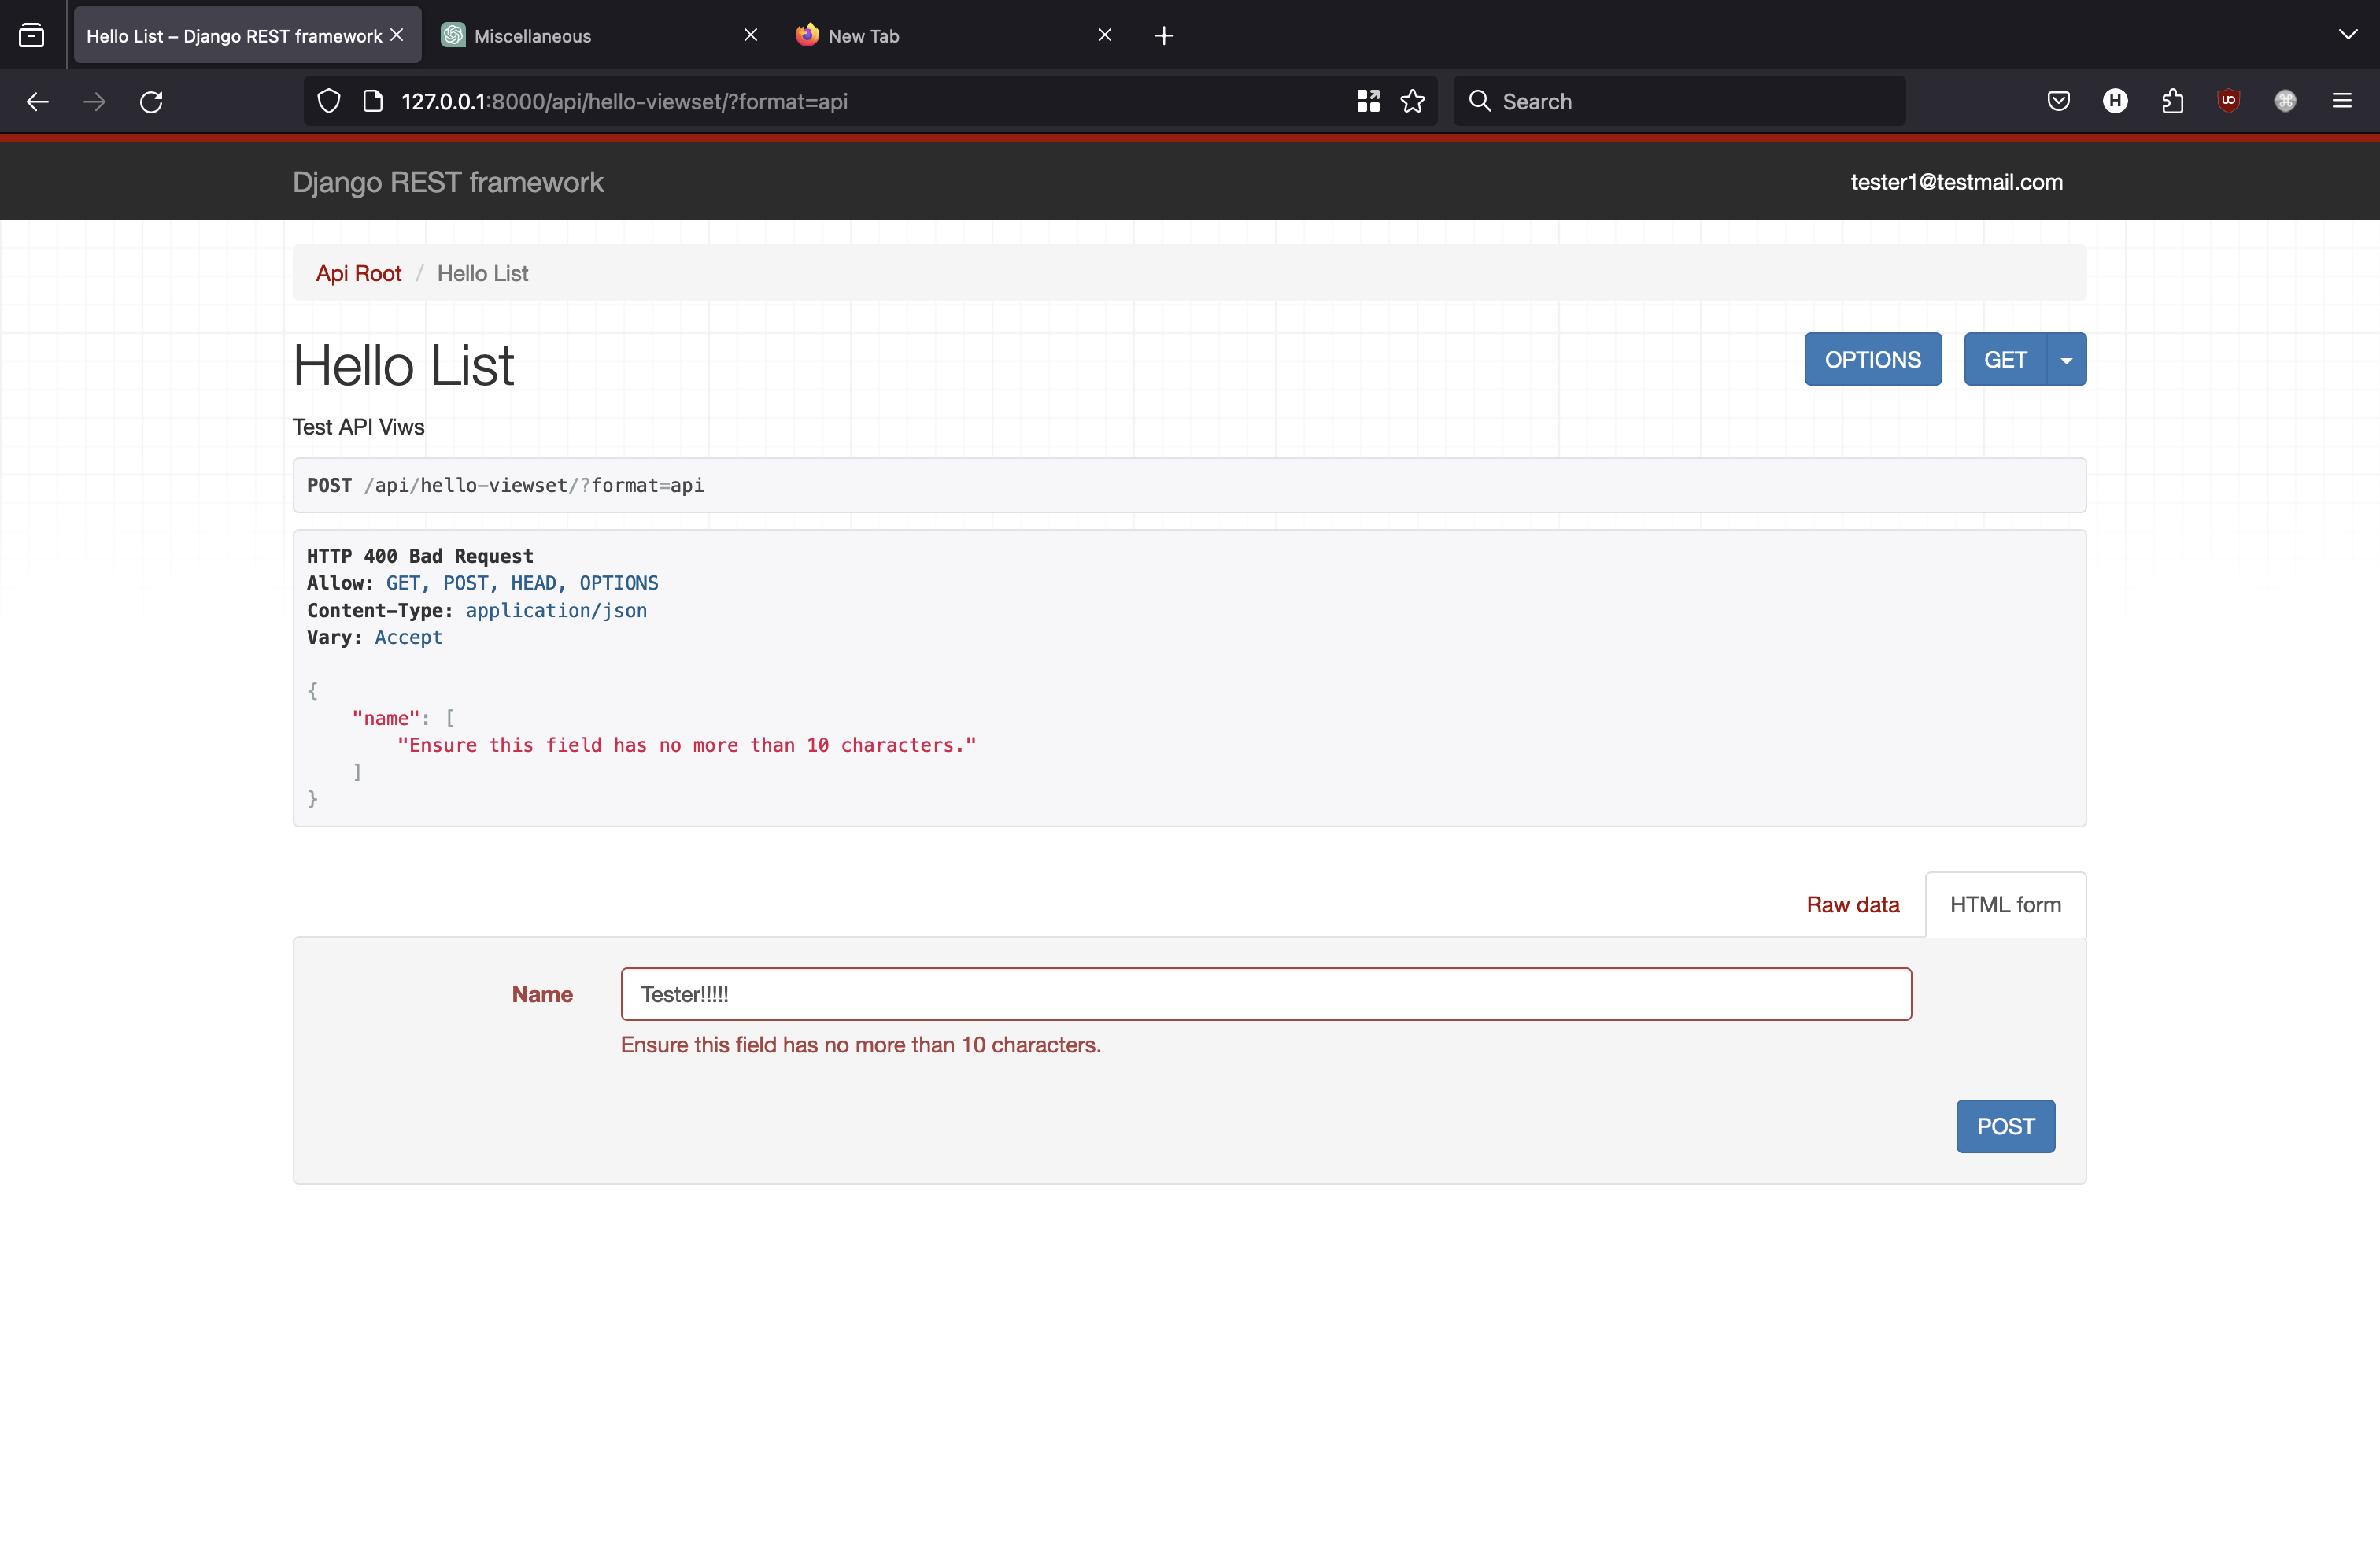 Hello List – Django REST framework
Miscellaneous
New Tab
127.0.0.1:8000/api/hello-viewset/?format=api
Search
H
UO
Django REST framework
tester1@testmail.com
Api Root / Hello List
Hello List
OPTIONS
GET
Test API Viws
POST /api/hello-viewset/?format=api
HTTP 400 Bad Request
Allow: GET, POST, HEAD, OPTIONS
Content-Type: application/json
Vary: Accept
{
    "name": [
        "Ensure this field has no more than 10 characters."
    ]
}
Raw data
HTML form
Name
Tester!!!!!
Ensure this field has no more than 10 characters.
POST